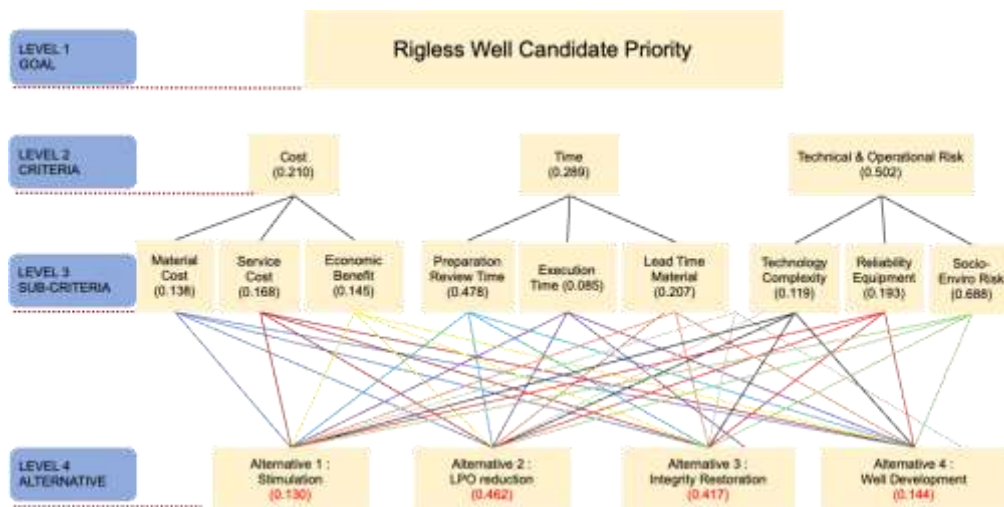 LEVEL 1
GOAL
Rigless Well Candidate Priority
LEVEL 2
CRITERIA
Cost
(0.210)
Time
(0.289)
Technical & Operational Risk
(0.502)
LEVEL 3
SUB-CRITERIA
Material
Cost
(0.138)
Service
Cost
(0.168)
Economic
Benefit
(0.145)
Preparation
Review Time
(0.478)
Execution
Time (0.085)
Lead Time
Material
(0.207)
Technology
Complexity
(0.119)
Reliability
Equipment
(0.193)
Socio-
Enviro Risk
(0.688)
LEVEL 4
ALTERNATIVE
Alternative 1 :
Stimulation
(0.130)
Alternative 2 :
LPO reduction
(0.462)
Alternative 3 :
Integrity Restoration
(0.417)
Alternative 4 :
Well Development
(0.144)